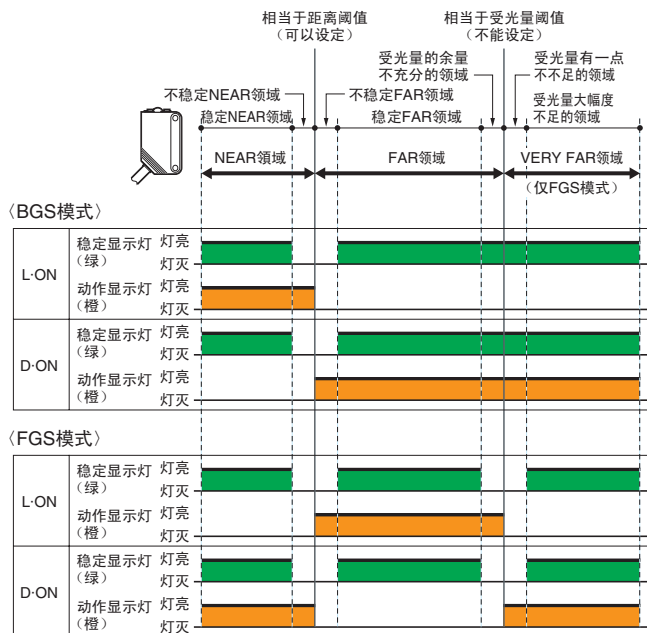 相当于距离阈值
（可以设定）
相当于受光量阈值
（不能设定）
受光量的余量
不充分的领域
受光量有一点
不不足的领域
不稳定NEAR领域
不稳定FAR领域
受光量大幅度
不足的领域
稳定NEAR领域
稳定FAR领域
NEAR領域
FAR领域
VERY FAR领域
（仅FGS模式）
〈BGS模式〉
L·ON
稳定显示灯
（绿）
灯亮
灯灭
动作显示灯
（橙）
灯亮
灯灭
D·ON
稳定显示灯
（绿）
灯亮
灯灭
动作显示灯
（橙）
灯亮
灯灭
〈FGS模式〉
L·ON
稳定显示灯
（绿）
灯亮
灯灭
动作显示灯
（橙）
灯亮
灯灭
D·ON
稳定显示灯
（绿）
灯亮
灯灭
动作显示灯
（橙）
灯亮
灯灭